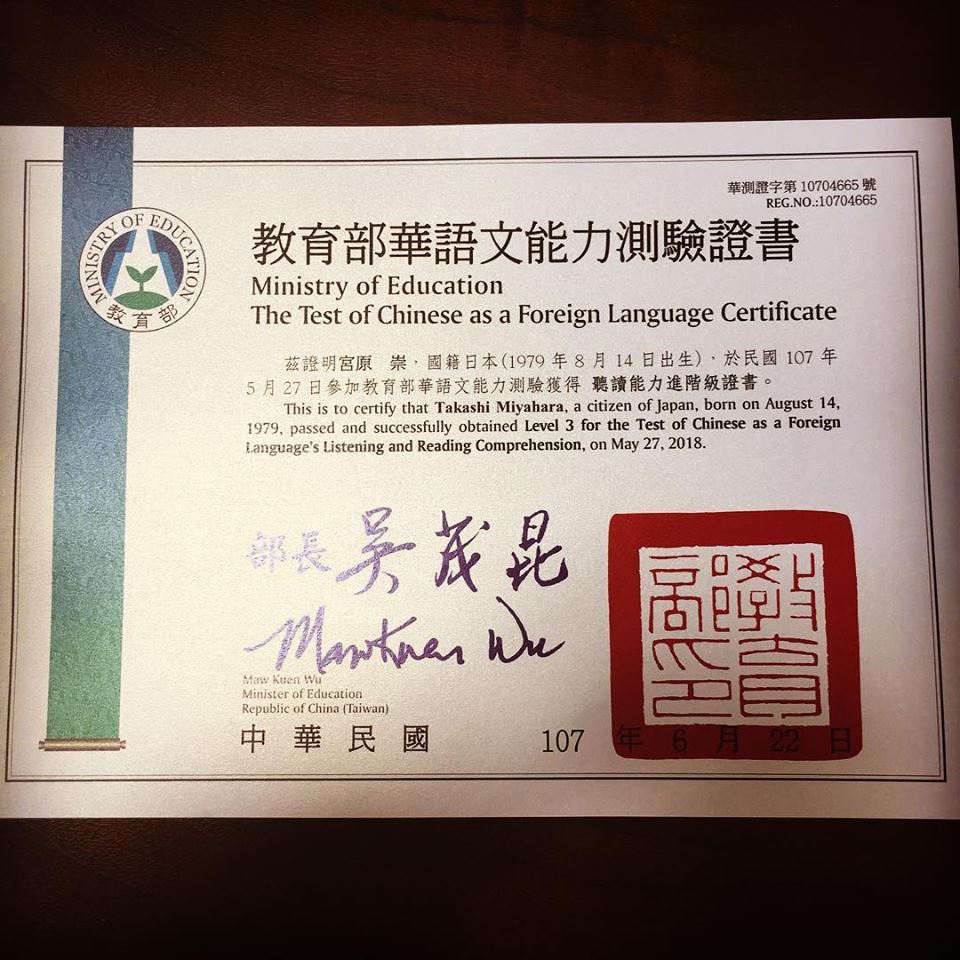 華測證字第 10704665 號
REG.NO.:10704665
MINISTRY OF EDUCATION
教育部
教育部華語文能力測驗證書
Ministry of Education
The Test of Chinese as a Foreign Language Certificate
茲證明宮原　崇，國籍日本(1979 年 8 月 14 日出生)，於民國 107 年
5 月 27 日參加教育部華語文能力測驗獲得 聽讀能力進階級證書。
This is to certify that Takashi Miyahara, a citizen of Japan, born on August 14,
1979, passed and successfully obtained Level 3 for the Test of Chinese as a Foreign
Language's Listening and Reading Comprehension, on May 27, 2018.
部長 吳茂昆
Maw Kuen Wu
Maw Kuen Wu
Minister of Education
Republic of China (Taiwan)
教育部印
中華民國 107 年 6 月 22 日